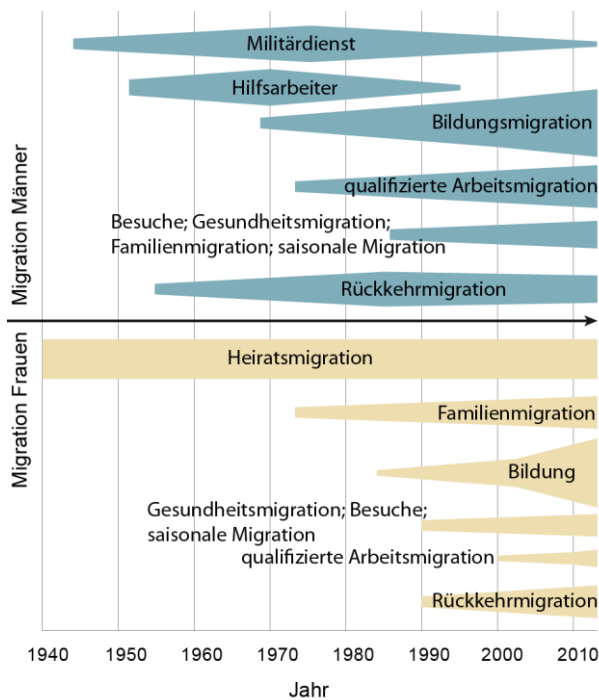 Migration Männer
Militärdienst
Hilfsarbeiter
Bildungsmigration
qualifizierte Arbeitsmigration
Besuche; Gesundheitsmigration;
Familienmigration; saisonale Migration
Rückkehrmigration
Migration Frauen
Heiratsmigration
Familienmigration
Bildung
Gesundheitsmigration; Besuche;
saisonale Migration
qualifizierte Arbeitsmigration
Rückkehrmigration
1940 1950 1960 1970 1980 1990 2000 2010
Jahr